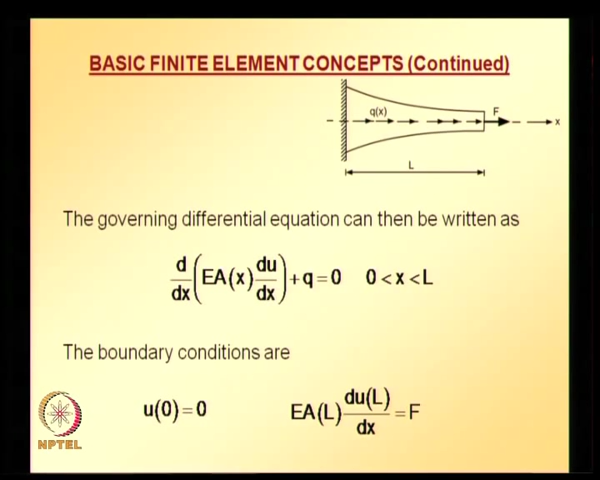 BASIC FINITE ELEMENT CONCEPTS (Continued)
q(x)
F
x
L
The governing differential equation can then be written as
d/dx(EA(x)du/dx)+q=0 0<x<L
The boundary conditions are
u(0)=0 EA(L)du(L)/dx=F
NPTEL